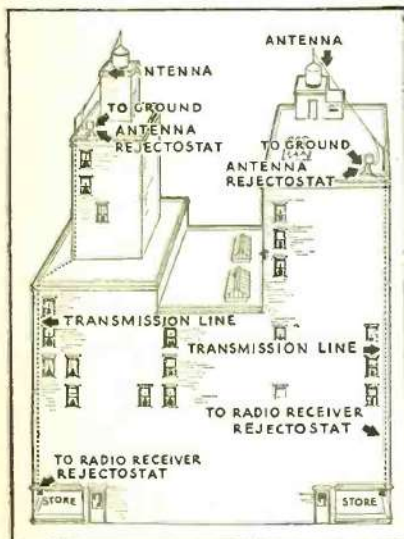 ANTENNA
ANTENNA
TO GROUND
ANTENNA
REJECTOSTAT
TO GROUND
ANTENNA
REJECTOSTAT
TRANSMISSION LINE
TRANSMISSION LINE
TO RADIO RECEIVER
REJECTOSTAT
TO RADIO RECEIVER
REJECTOSTAT
STORE
STORE